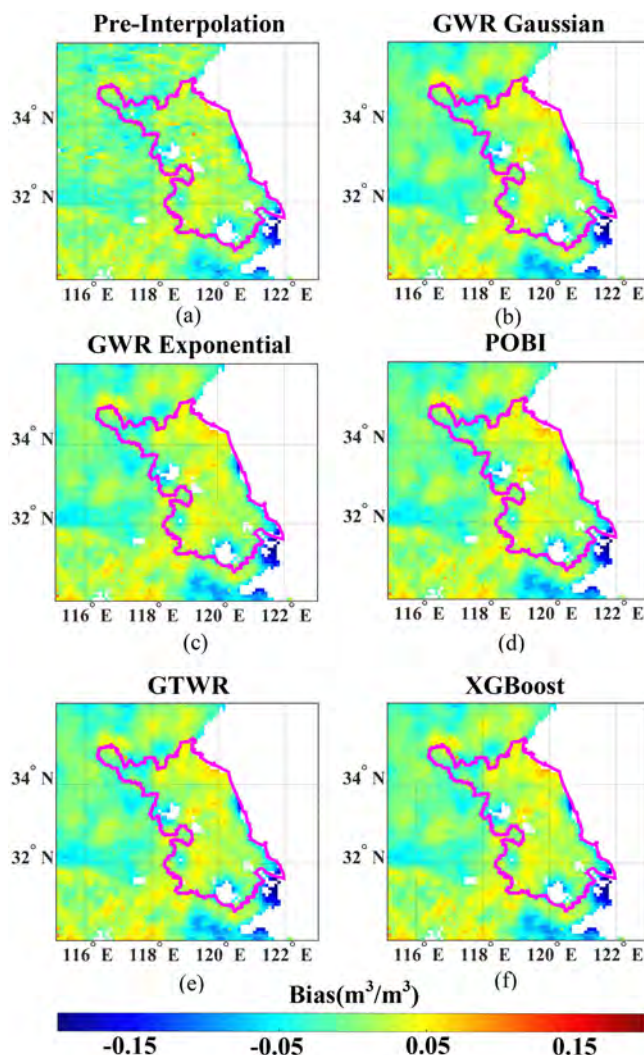 Pre-Interpolation GWR Gaussian
34° N 34° N
32° N 32° N
116° E 118° E 120° E 122° E 116° E 118° E 120° E 122° E
(a) (b)
GWR Exponential POBI
34° N 34° N
32° N 32° N
116° E 118° E 120° E 122° E 116° E 118° E 120° E 122° E
(c) (d)
GTWR XGBoost
34° N 34° N
32° N 32° N
116° E 118° E 120° E 122° E 116° E 118° E 120° E 122° E
(e) (f)
Bias(m³/m³)
-0.15 -0.05 0.05 0.15